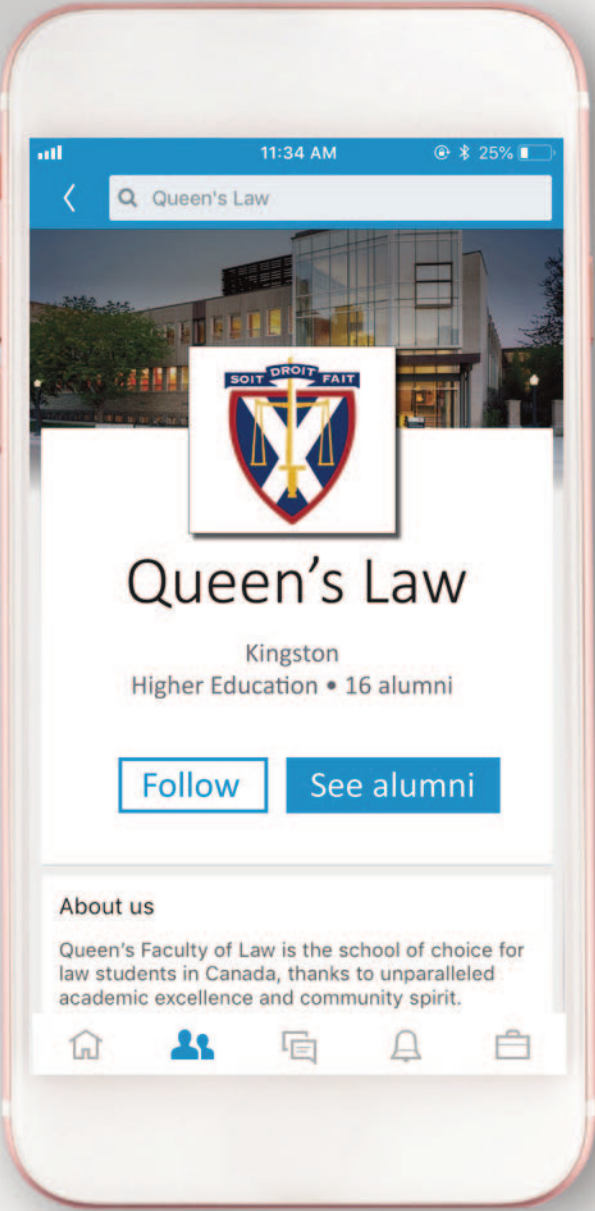 11:34 AM
25%
Queen's Law
SOIT DROIT FAIT
Queen's Law
Kingston
Higher Education • 16 alumni
Follow
See alumni
About us
Queen's Faculty of Law is the school of choice for
law students in Canada, thanks to unparalleled
academic excellence and community spirit.